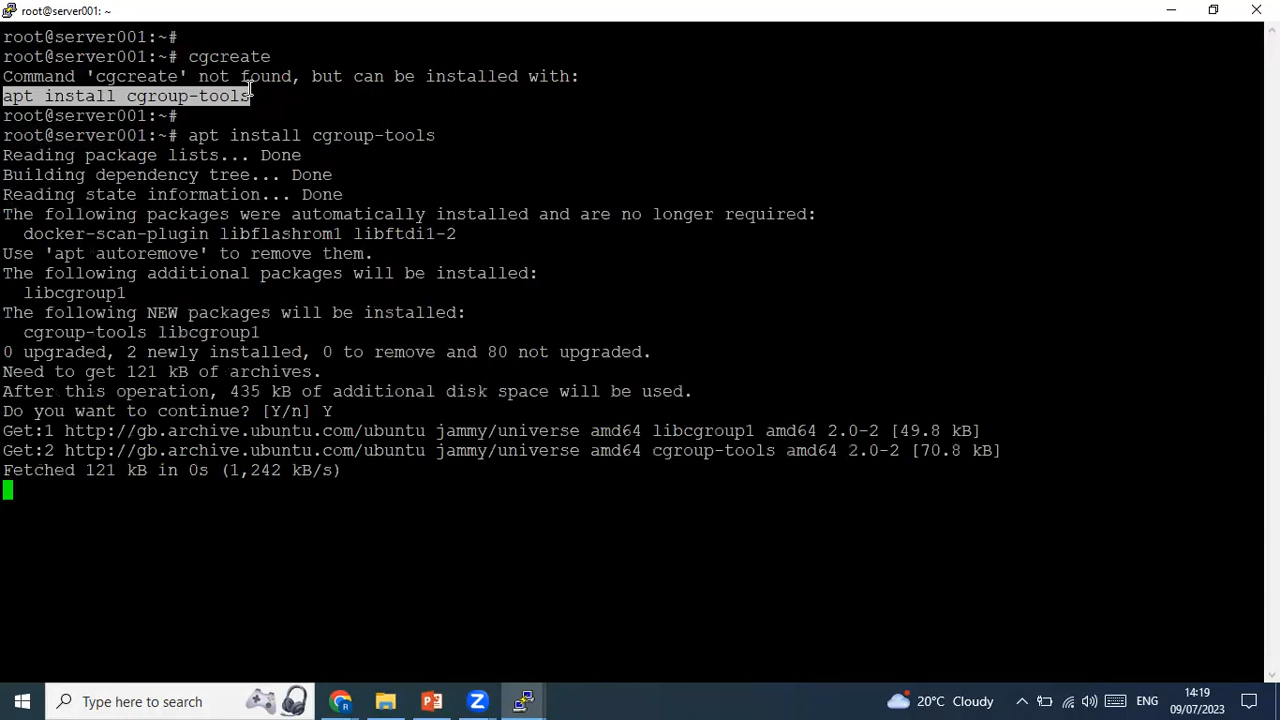 root@server001: ~
root@server001:~#
root@server001:~# cgcreate
Command 'cgcreate' not found, but can be installed with:
apt install cgroup-tools
root@server001:~#
root@server001:~# apt install cgroup-tools
Reading package lists... Done
Building dependency tree... Done
Reading state information... Done
The following packages were automatically installed and are no longer required:
  docker-scan-plugin libflashrom1 libftdi1-2
Use 'apt autoremove' to remove them.
The following additional packages will be installed:
  libcgroup1
The following NEW packages will be installed:
  cgroup-tools libcgroup1
0 upgraded, 2 newly installed, 0 to remove and 80 not upgraded.
Need to get 121 kB of archives.
After this operation, 435 kB of additional disk space will be used.
Do you want to continue? [Y/n] Y
Get:1 http://gb.archive.ubuntu.com/ubuntu jammy/universe amd64 libcgroup1 amd64 2.0-2 [49.8 kB]
Get:2 http://gb.archive.ubuntu.com/ubuntu jammy/universe amd64 cgroup-tools amd64 2.0-2 [70.8 kB]
Fetched 121 kB in 0s (1,242 kB/s)
Type here to search
20°C Cloudy
ENG
14:19
09/07/2023